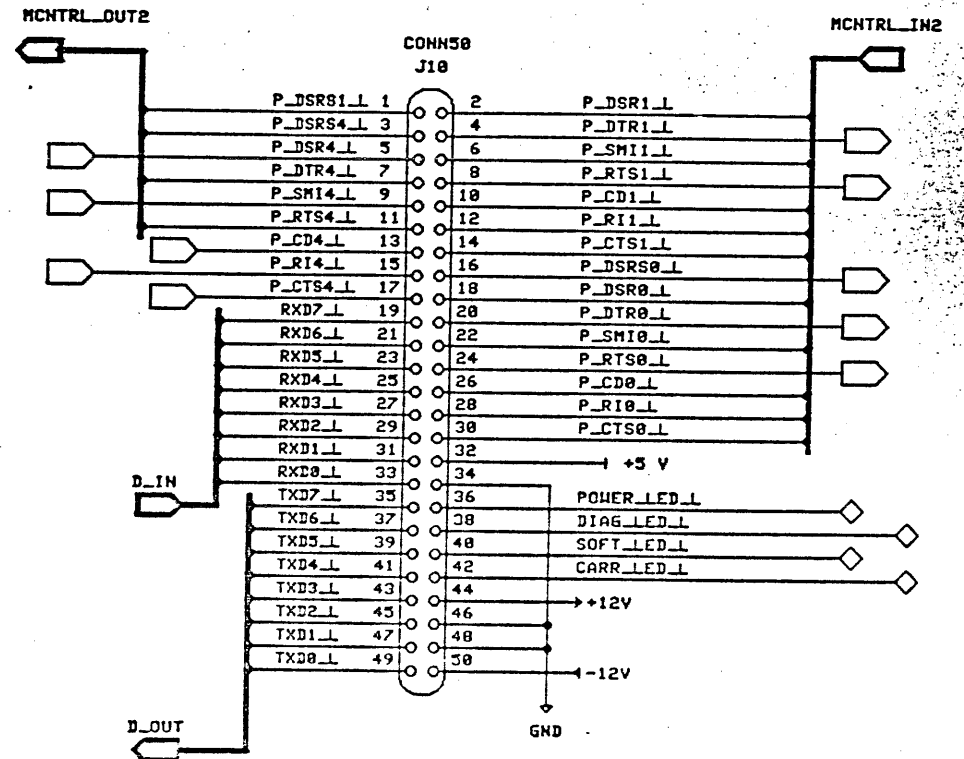 MCNTRL_OUT2
MCNTRL_IN2
CONN50
J10
P_DSRS1_L 1 2 P_DSR1_L
P_DSRS4_L 3 4 P_DTR1_L
P_DSR4_L 5 6 P_SMI1_L
P_DTR4_L 7 8 P_RTS1_L
P_SMI4_L 9 10 P_CD1_L
P_RTS4_L 11 12 P_RI1_L
P_CD4_L 13 14 P_CTS1_L
P_RI4_L 15 16 P_DSRS0_L
P_CTS4_L 17 18 P_DSR0_L
RXD7_L 19 20 P_DTR0_L
RXD6_L 21 22 P_SMI0_L
RXD5_L 23 24 P_RTS0_L
RXD4_L 25 26 P_CD0_L
RXD3_L 27 28 P_RI0_L
RXD2_L 29 30 P_CTS0_L
RXD1_L 31 32 +5 V
RXD0_L 33 34
D_IN
TXD7_L 35 36 POWER_LED_L
TXD6_L 37 38 DIAG_LED_L
TXD5_L 39 40 SOFT_LED_L
TXD4_L 41 42 CARR_LED_L
TXD3_L 43 44 +12V
TXD2_L 45 46
TXD1_L 47 48
TXD0_L 49 50 -12V
D_OUT
GND